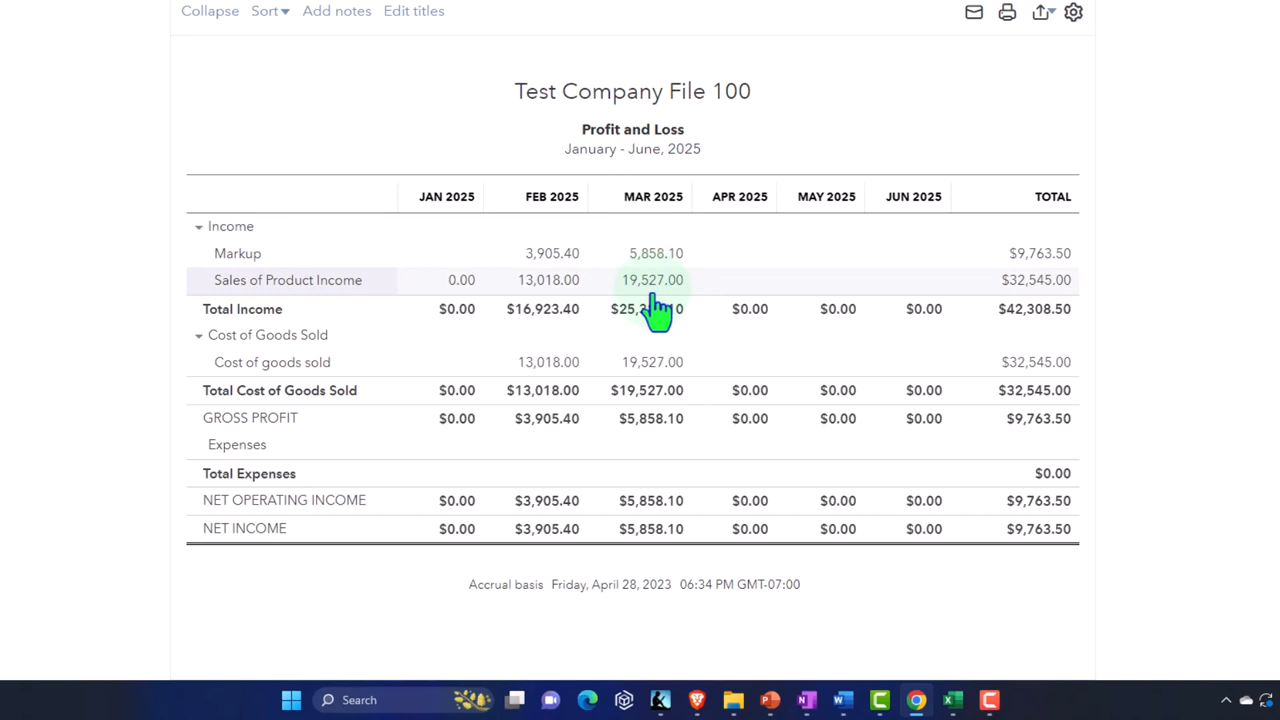 Collapse Sort Add notes Edit titles
Test Company File 100
Profit and Loss
January - June, 2025
JAN 2025 FEB 2025 MAR 2025 APR 2025 MAY 2025 JUN 2025 TOTAL
Income
Markup 3,905.40 5,858.10 $9,763.50
Sales of Product Income 0.00 13,018.00 19,527.00 $32,545.00
Total Income $0.00 $16,923.40 $0.00 $0.00 $0.00 $42,308.50
Cost of Goods Sold
Cost of goods sold 13,018.00 19,527.00 $32,545.00
Total Cost of Goods Sold $0.00 $13,018.00 $19,527.00 $0.00 $0.00 $0.00 $32,545.00
GROSS PROFIT $0.00 $3,905.40 $5,858.10 $0.00 $0.00 $0.00 $9,763.50
Expenses
Total Expenses $0.00
NET OPERATING INCOME $0.00 $3,905.40 $5,858.10 $0.00 $0.00 $0.00 $9,763.50
NET INCOME $0.00 $3,905.40 $5,858.10 $0.00 $0.00 $0.00 $9,763.50
Accrual basis Friday, April 28, 2023 06:34 PM GMT-07:00
Search